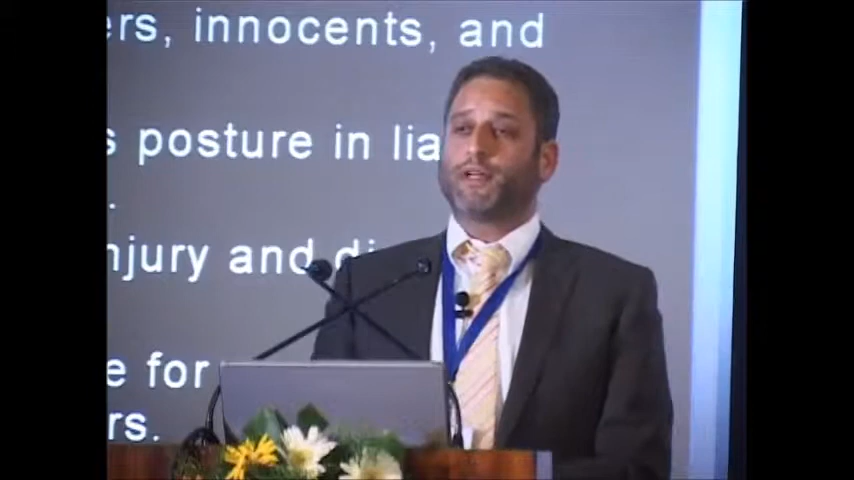 ers, innocents, and
s posture in lia
.
njury and di
e for
rs.